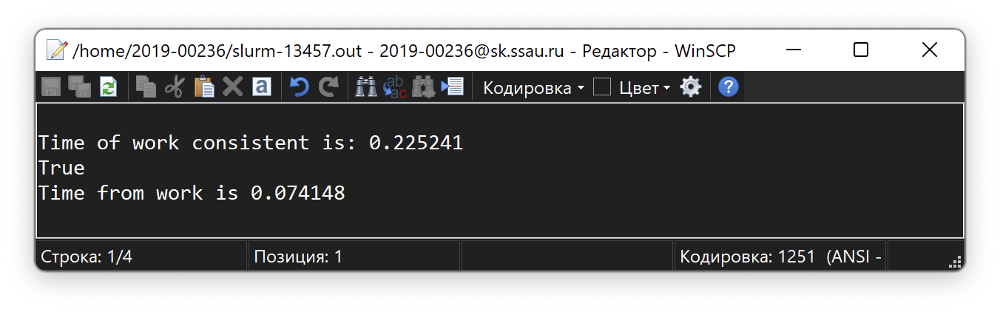 /home/2019-00236/slurm-13457.out - 2019-00236@sk.ssau.ru - Редактор - WinSCP
Кодировка Цвет
Time of work consistent is: 0.225241
True
Time from work is 0.074148
Строка: 1/4 Позиция: 1 Кодировка: 1251 (ANSI -